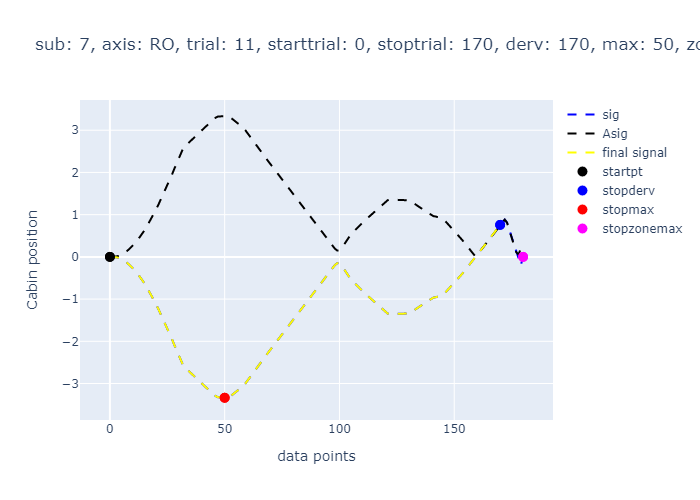 sub: 7, axis: RO, trial: 11, starttrial: 0, stoptrial: 170, derv: 170, max: 50,
sig
Asig
final signal
startpt
stopderv
stopmax
stopzonemax
Cabin position
3
2
1
0
−1
−2
−3
0
50
100
150
data points